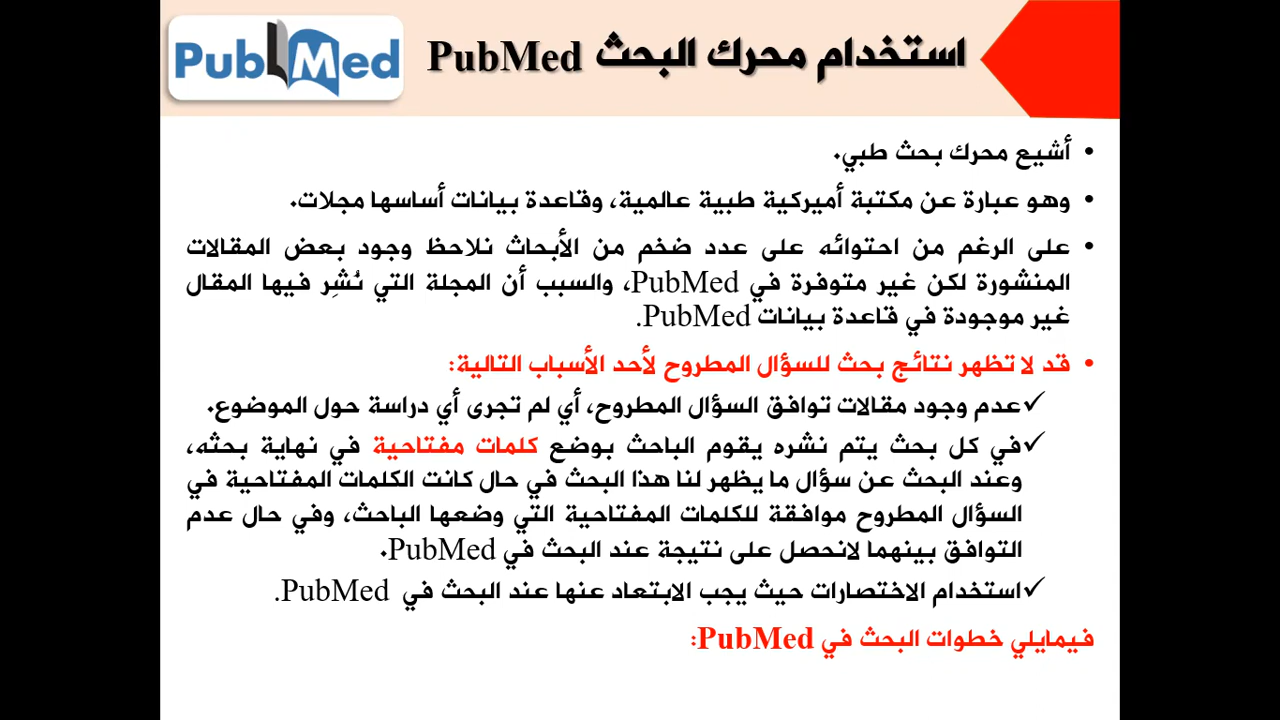 استخدام محرك البحث PubMed
PubMed
• أشيع محرك بحث طبي.
• وهو عبارة عن مكتبة أميركية طبية عالمية، وقاعدة بيانات أساسها مجلات.
• على الرغم من احتوائه على عدد ضخم من الأبحاث نلاحظ وجود بعض المقالات
المنشورة لكن غير متوفرة في PubMed، والسبب أن المجلة التي نُشِر فيها المقال
غير موجودة في قاعدة بيانات PubMed.
• قد لا تظهر نتائج بحث للسؤال المطروح لأحد الأسباب التالية:
✓عدم وجود مقالات توافق السؤال المطروح، أي لم تجرى أي دراسة حول الموضوع.
✓في كل بحث يتم نشره يقوم الباحث بوضع كلمات مفتاحية في نهاية بحثه،
وعند البحث عن سؤال ما يظهر لنا هذا البحث في حال كانت الكلمات المفتاحية في
السؤال المطروح موافقة للكلمات المفتاحية التي وضعها الباحث، وفي حال عدم
التوافق بينهما لانحصل على نتيجة عند البحث في PubMed.
✓استخدام الاختصارات حيث يجب الابتعاد عنها عند البحث في PubMed.
فيمايلي خطوات البحث في PubMed: